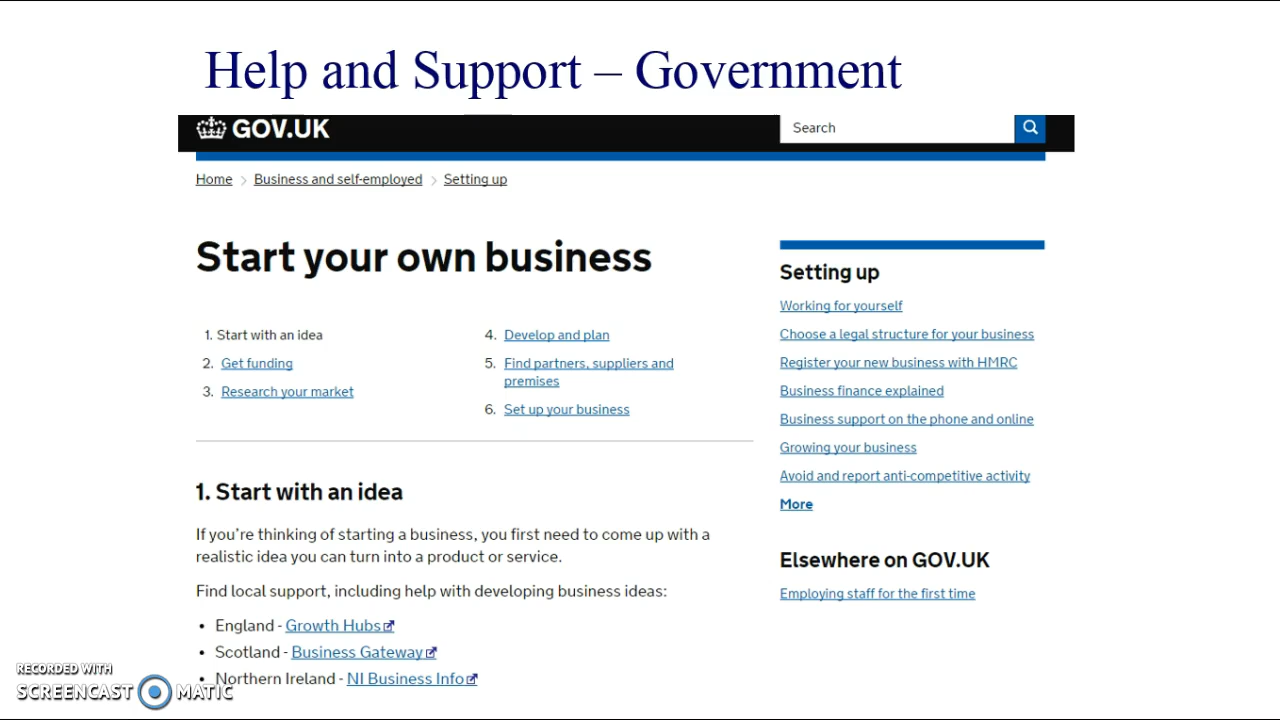 Help and Support – Government
GOV.UK
Search
Home
Business and self-employed
Setting up
Start your own business
1. Start with an idea
2. Get funding
3. Research your market
4. Develop and plan
5. Find partners, suppliers and
premises
6. Set up your business
1. Start with an idea
If you’re thinking of starting a business, you first need to come up with a
realistic idea you can turn into a product or service.
Find local support, including help with developing business ideas:
• England - Growth Hubs
• Scotland - Business Gateway
• Northern Ireland - NI Business Info
Setting up
Working for yourself
Choose a legal structure for your business
Register your new business with HMRC
Business finance explained
Business support on the phone and online
Growing your business
Avoid and report anti-competitive activity
More
Elsewhere on GOV.UK
Employing staff for the first time
RECORDED WITH
SCREENCAST MATIC